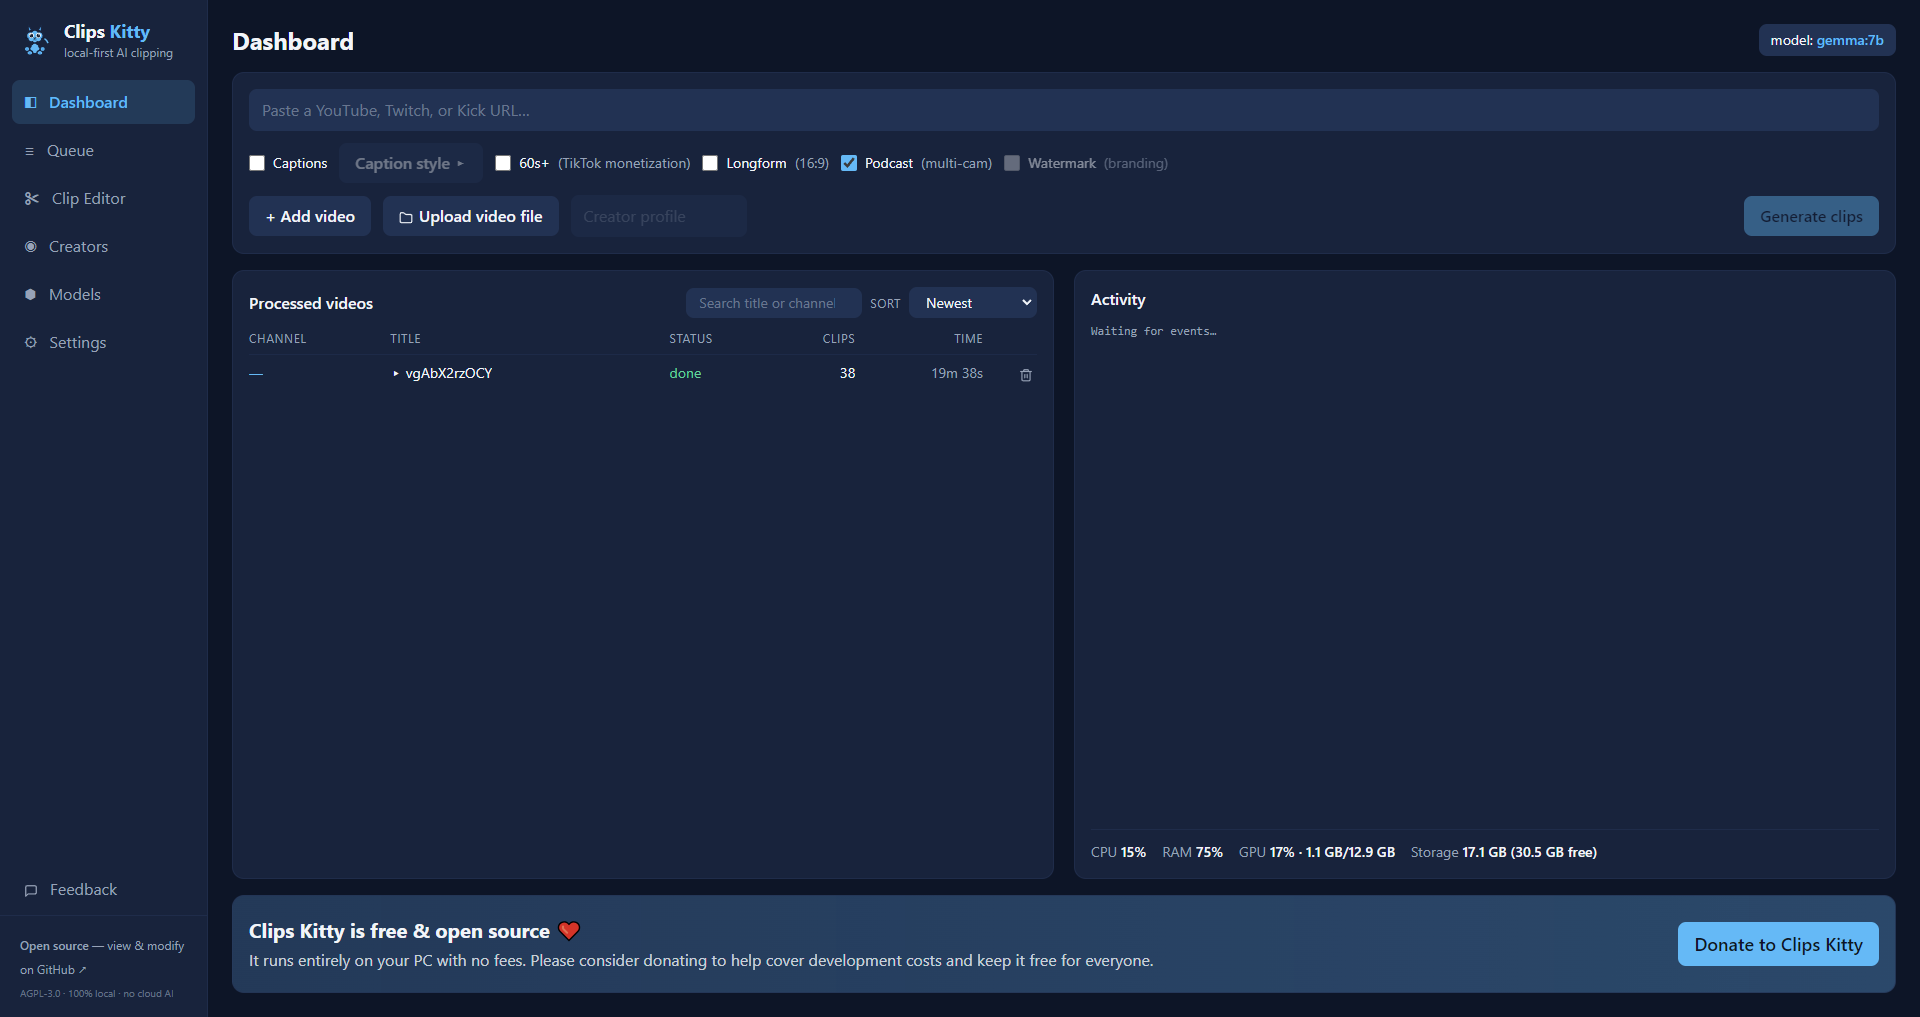 Clips Kitty
local-first AI clipping
Dashboard
Queue
Clip Editor
Creators
Models
Settings
Feedback
Open source — view & modify
on GitHub ↗
AGPL-3.0 · 100% local · no cloud AI
Dashboard
model: gemma:7b
Paste a YouTube, Twitch, or Kick URL...
Captions Caption style ▸ 60s+ (TikTok monetization) Longform (16:9) Podcast (multi-cam) Watermark (branding)
+ Add video Upload video file Creator profile Generate clips
Processed videos Search title or channel SORT Newest
CHANNEL TITLE STATUS CLIPS TIME
— ▸ vgAbX2rzOCY done 38 19m 38s
Activity
Waiting for events…
CPU 15% RAM 75% GPU 17% · 1.1 GB/12.9 GB Storage 17.1 GB (30.5 GB free)
Clips Kitty is free & open source ❤️
It runs entirely on your PC with no fees. Please consider donating to help cover development costs and keep it free for everyone.
Donate to Clips Kitty